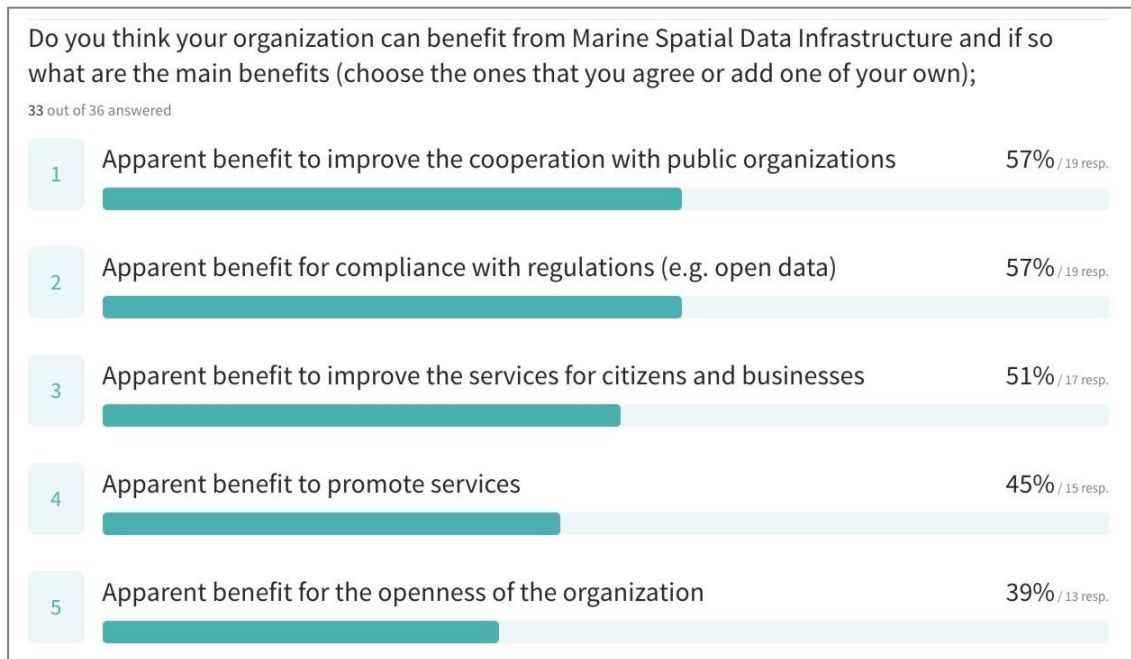 Do you think your organization can benefit from Marine Spatial Data Infrastructure and if so
what are the main benefits (choose the ones that you agree or add one of your own);
33 out of 36 answered
1 Apparent benefit to improve the cooperation with public organizations 57% / 19 resp.
2 Apparent benefit for compliance with regulations (e.g. open data) 57% / 19 resp.
3 Apparent benefit to improve the services for citizens and businesses 51% / 17 resp.
4 Apparent benefit to promote services 45% / 15 resp.
5 Apparent benefit for the openness of the organization 39% / 13 resp.